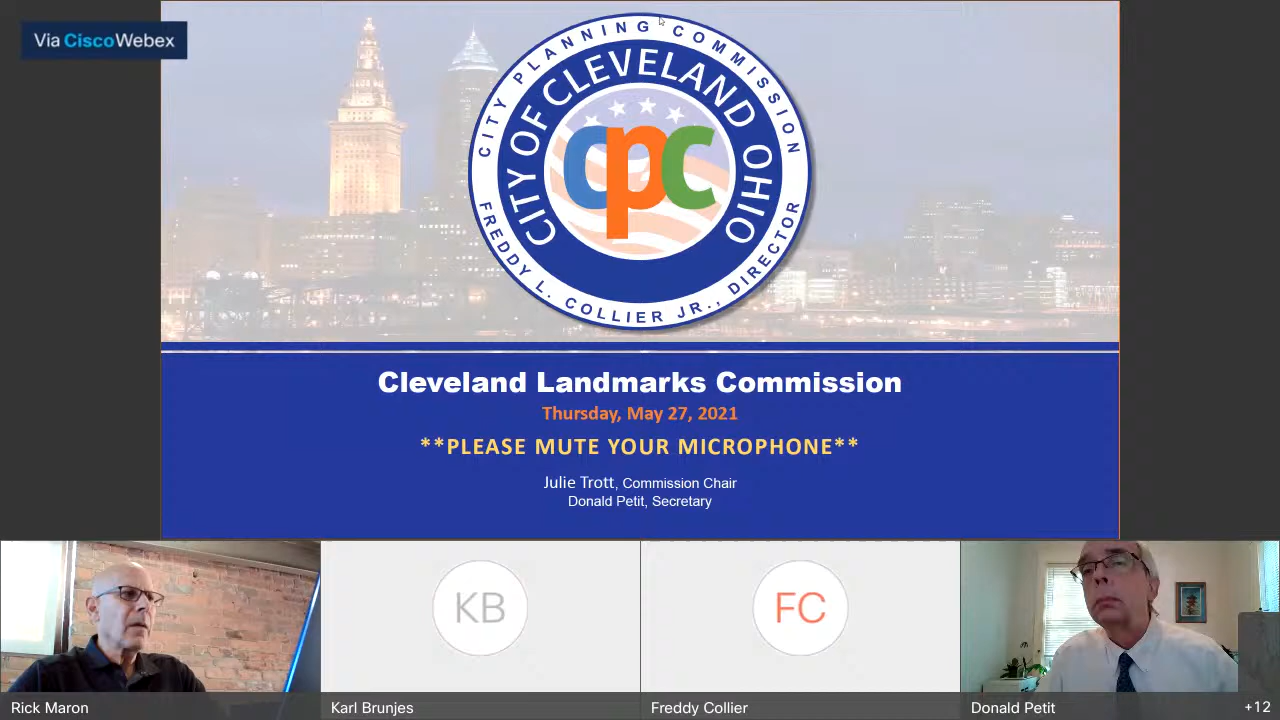 Via CiscoWebex
CITY PLANNING COMMISSION
CITY OF CLEVELAND OHIO
cpc
FREDDY L. COLLIER JR., DIRECTOR
Cleveland Landmarks Commission
Thursday, May 27, 2021
**PLEASE MUTE YOUR MICROPHONE**
Julie Trott, Commission Chair
Donald Petit, Secretary
KB
FC
Rick Maron
Karl Brunjes
Freddy Collier
Donald Petit
+12